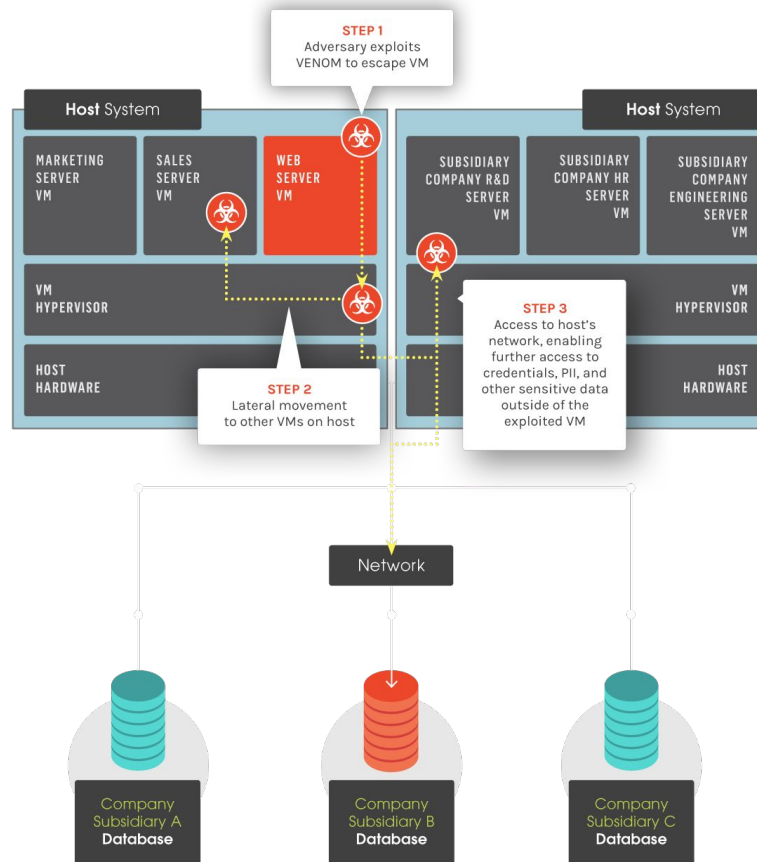 STEP 1
Adversary exploits
VENOM to escape VM
Host System
Host System
MARKETING
SERVER
VM
SALES
SERVER
VM
WEB
SERVER
VM
SUBSIDIARY
COMPANY R&D
SERVER
VM
SUBSIDIARY
COMPANY HR
SERVER
VM
SUBSIDIARY
COMPANY
ENGINEERING
SERVER
VM
VM
HYPERVISOR
VM
HYPERVISOR
HOST
HARDWARE
HOST
HARDWARE
STEP 2
Lateral movement
to other VMs on host
STEP 3
Access to host's
network, enabling
further access to
credentials, PII, and
other sensitive data
outside of the
exploited VM
Network
Company
Subsidiary A
Database
Company
Subsidiary B
Database
Company
Subsidiary C
Database